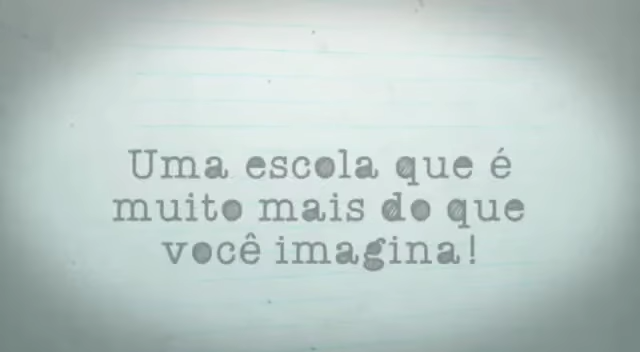 Uma escola que é
muito mais do que
você imagina!